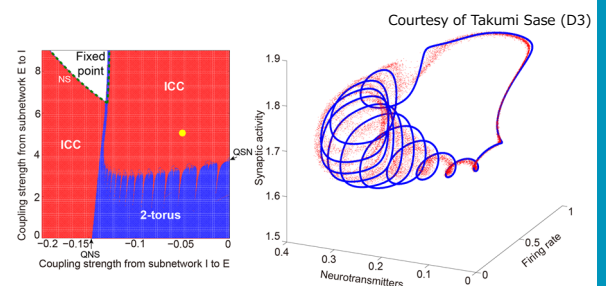 Courtesy of Takumi Sase (D3)
Coupling strength from subnetwork E to I
8
6
4
2
0
Fixed
point
NS
ICC
ICC
QSN
2-torus
−0.2 −0.15 −0.1 −0.05 0
QNS
Coupling strength from subnetwork I to E
Synaptic activity
1.9
1.8
1.7
1.6
1.5
0.4 0.3 0.2 0.1 0
Neurotransmitters
0 0.5 1
Firing rate